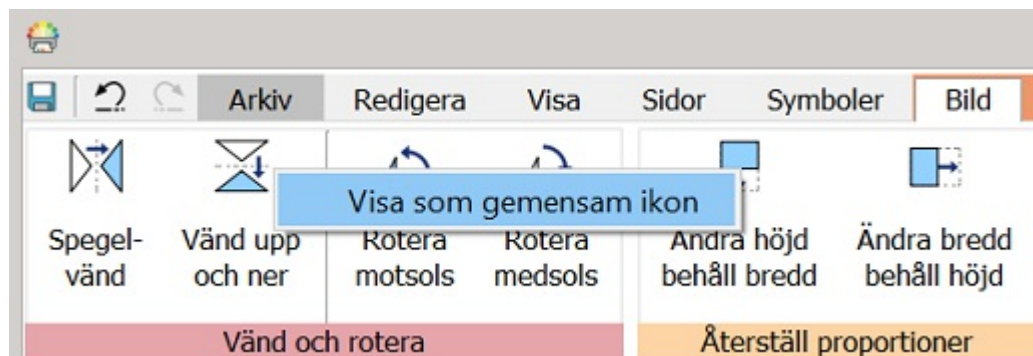 Arkiv Redigera Visa Sidor Symboler Bild
Visa som gemensam ikon
Spegel- Vänd upp Rotera Rotera Ändra höjd Ändra bredd
vänd och ner motsols medsols behåll bredd behåll höjd
Vänd och rotera Återställ proportioner